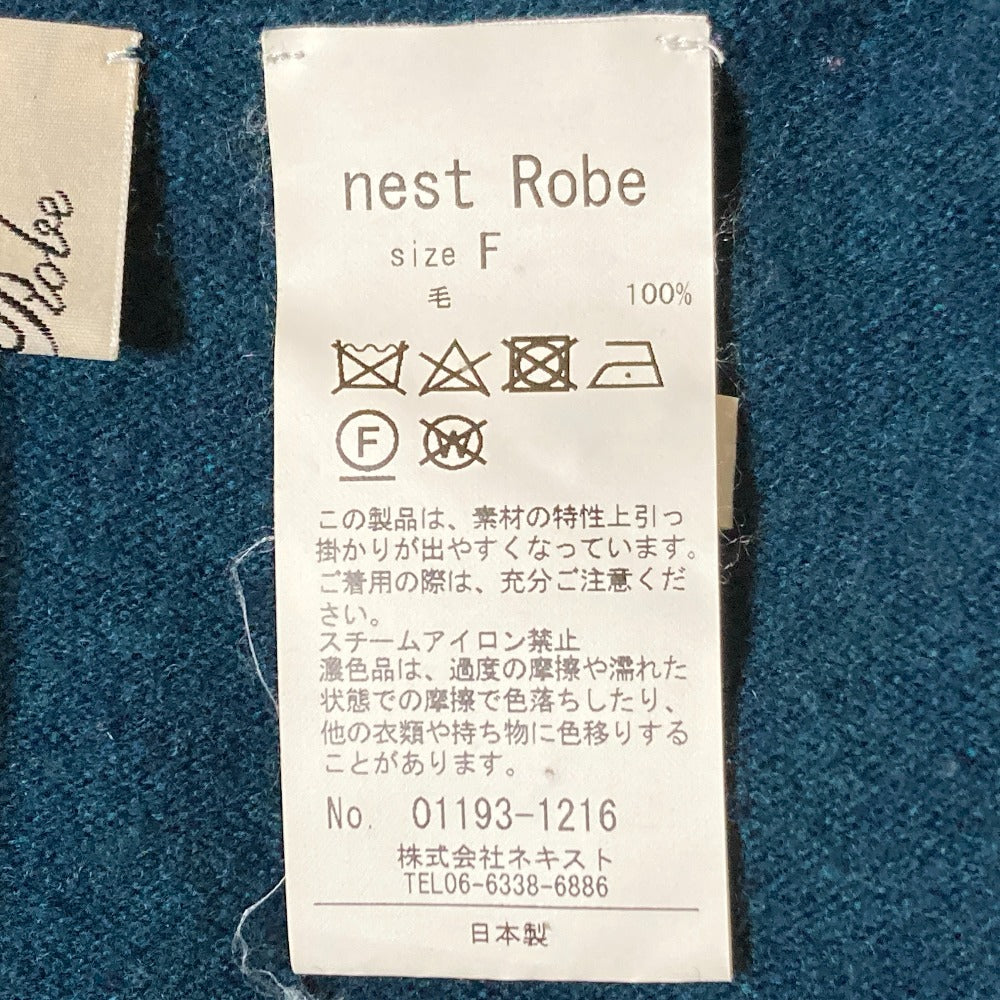 Robe
nest Robe
size F
毛 100%
F
W
この製品は、素材の特性上引っ
掛かりが出やすくなっています。
ご着用の際は、充分ご注意くだ
さい。
スチームアイロン禁止
濃色品は、過度の摩擦や濡れた
状態での摩擦で色落ちしたり、
他の衣類や持ち物に色移りする
ことがあります。
No. 01193-1216
株式会社ネキスト
TEL06-6338-6886
日本製